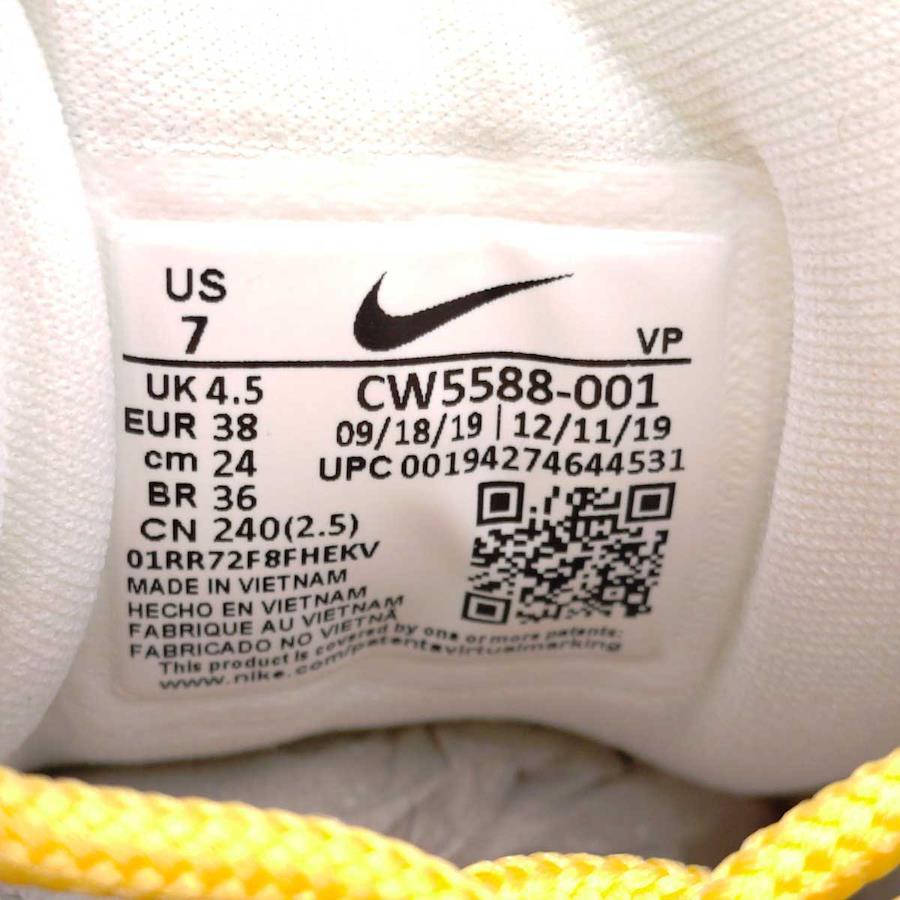 US
7
VP
UK 4.5
CW5588-001
EUR 38
09/18/19 | 12/11/19
cm 24
UPC 00194274644531
BR 36
CN 240(2.5)
01RR72F8FHEKV
MADE IN VIETNAM
HECHO EN VIETNAM
FABRIQUE AU VIETNAM
FABRICADO NO VIETNÃ
This product is covered by one or more patents:
www.nike.com/patentsvirtualmarking